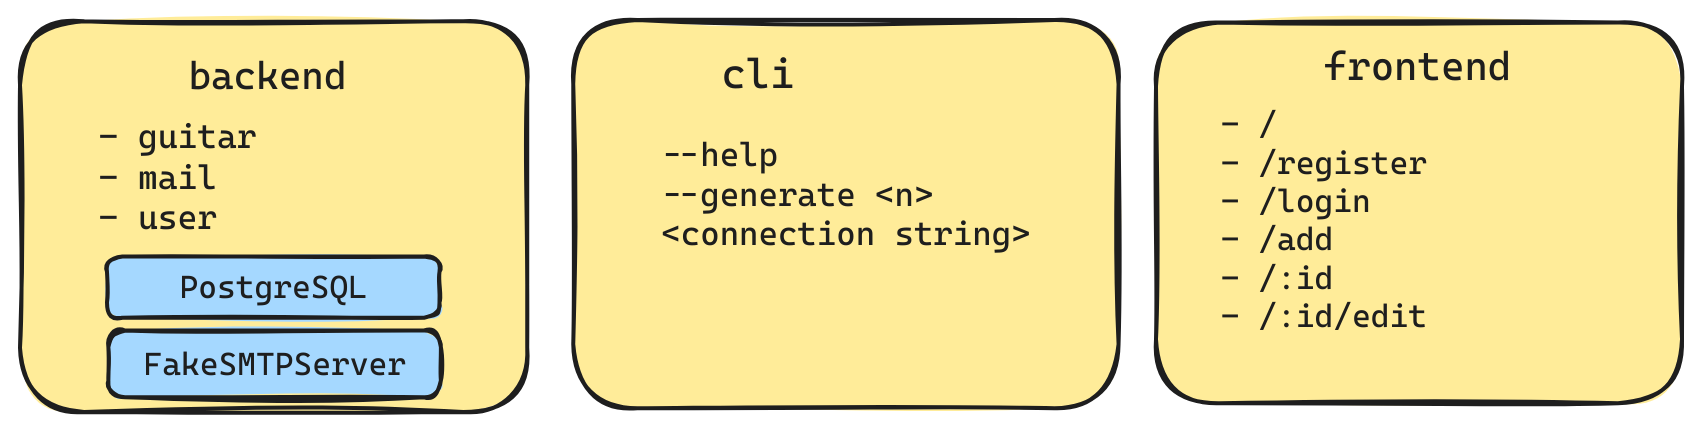 backend
- guitar
- mail
- user
PostgreSQL
FakeSMTPServer
cli
--help
--generate <n>
<connection string>
frontend
- /
- /register
- /login
- /add
- /:id
- /:id/edit